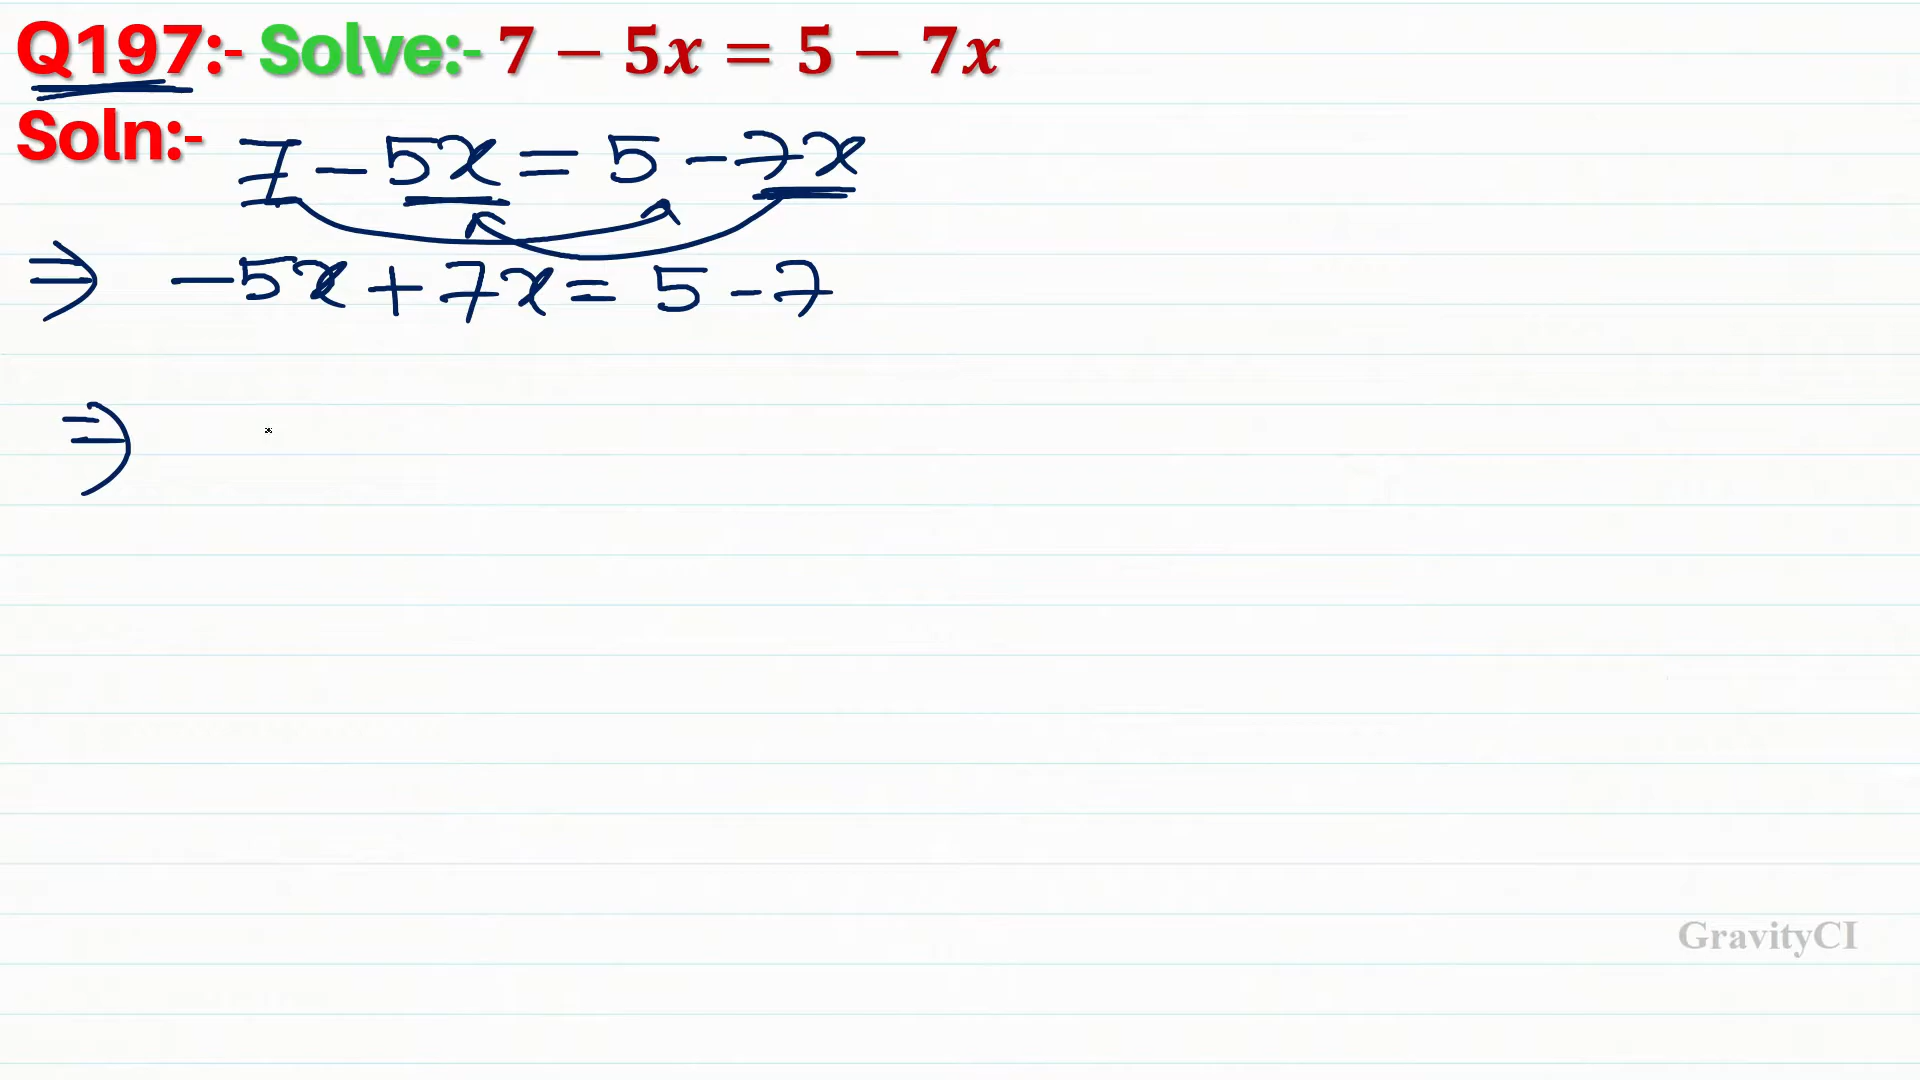 Q197:- Solve:- 7 − 5x = 5 − 7x
Soln:- 7 − 5x = 5 − 7x
⇒ −5x + 7x = 5 − 7
⇒
GravityCI